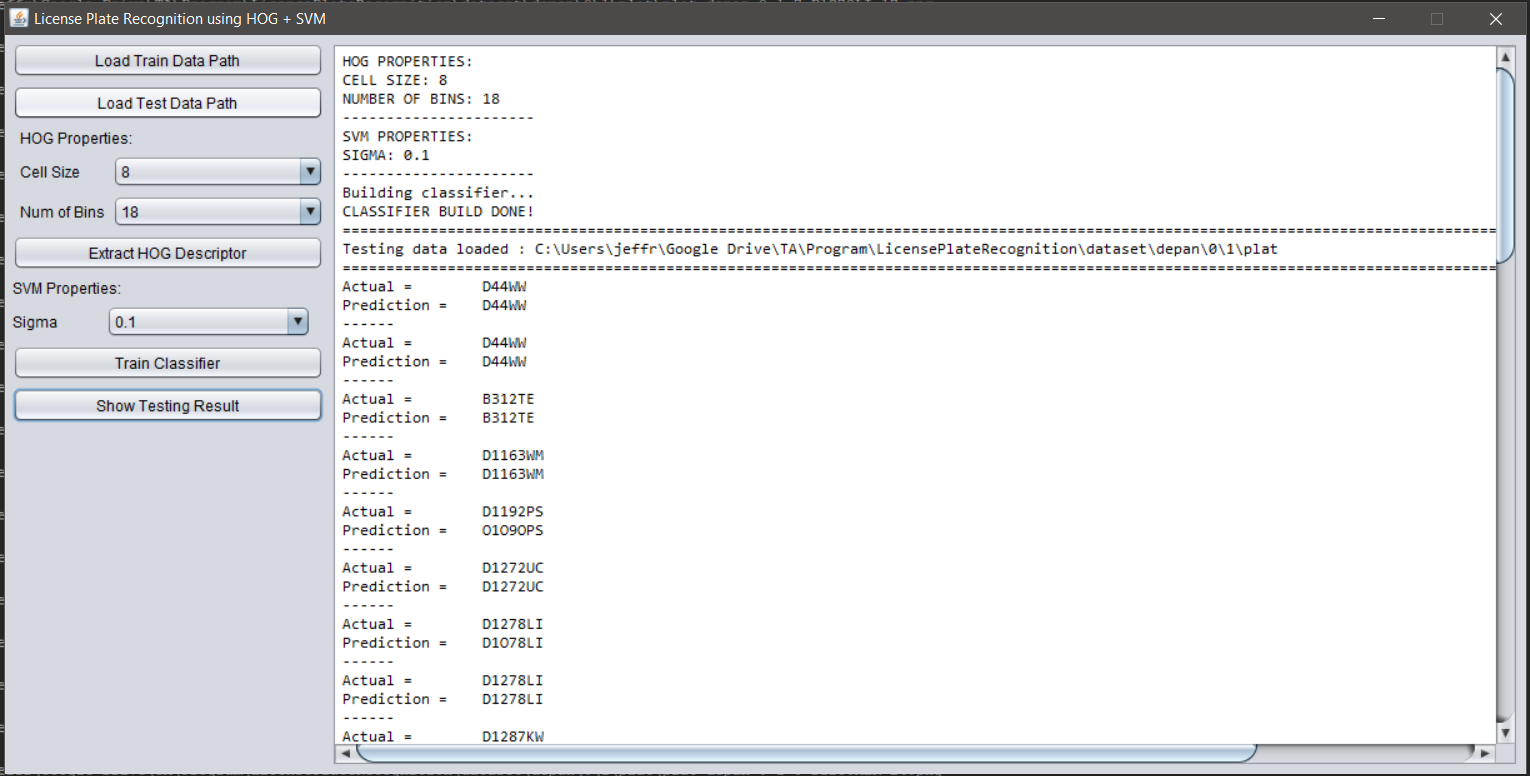 License Plate Recognition using HOG + SVM
Load Train Data Path
Load Test Data Path
HOG Properties:
Cell Size 8
Num of Bins 18
Extract HOG Descriptor
SVM Properties:
Sigma 0.1
Train Classifier
Show Testing Result
HOG PROPERTIES:
CELL SIZE: 8
NUMBER OF BINS: 18
----------------------
SVM PROPERTIES:
SIGMA: 0.1
----------------------
Building classifier...
CLASSIFIER BUILD DONE!
====================================================================================================================================
Testing data loaded : C:\Users\jeffr\Google Drive\TA\Program\LicensePlateRecognition\dataset\depan\0\1\plat
====================================================================================================================================
Actual = D44WW
Prediction = D44WW
------
Actual = D44WW
Prediction = D44WW
------
Actual = B312TE
Prediction = B312TE
------
Actual = D1163WM
Prediction = D1163WM
------
Actual = D1192PS
Prediction = O1O9OPS
------
Actual = D1272UC
Prediction = D1272UC
------
Actual = D1278LI
Prediction = D1O78LI
------
Actual = D1278LI
Prediction = D1278LI
------
Actual = D1287KW